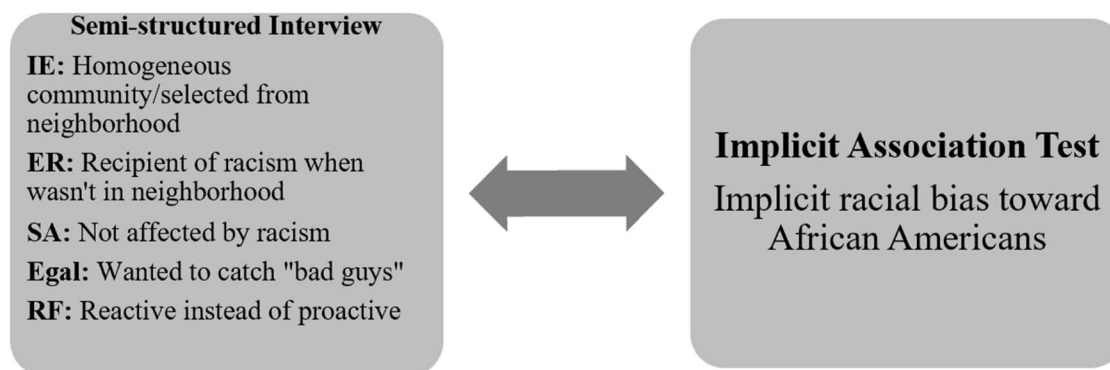 Semi-structured Interview
IE: Homogeneous
community/selected from
neighborhood
ER: Recipient of racism when
wasn't in neighborhood
SA: Not affected by racism
Egal: Wanted to catch "bad guys"
RF: Reactive instead of proactive
Implicit Association Test
Implicit racial bias toward
African Americans